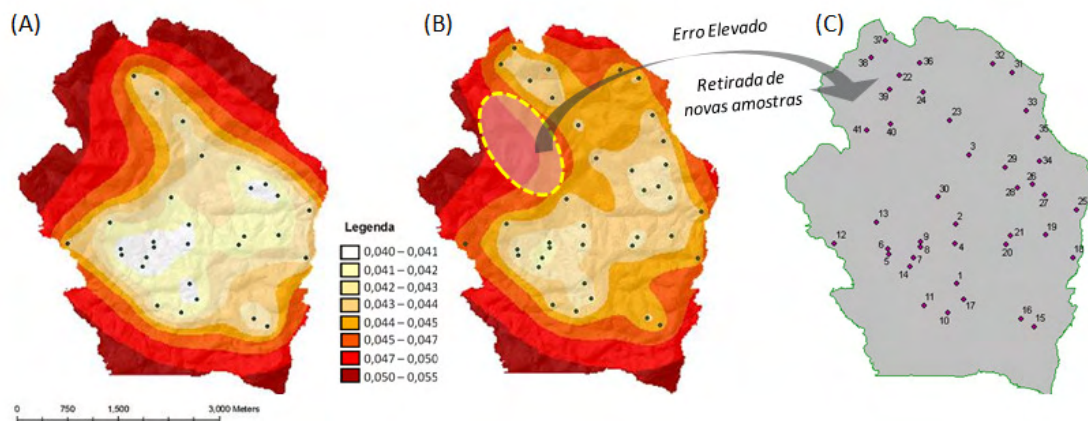 (A)
(B)
Erro Elevado
Retirada de
novas amostras
(C)
Legenda
0,040 – 0,041
0,041 – 0,042
0,042 – 0,043
0,043 – 0,044
0,044 – 0,045
0,045 – 0,047
0,047 – 0,050
0,050 – 0,055
0 750 1,500 3,000 Meters
37
36
32
31
38
22
39
24
33
23
41
40
35
3
29
34
26
28
27
30
25
13
2
12
9
21
19
6
8
4
20
5
7
18
14
1
11
17
10
16
15